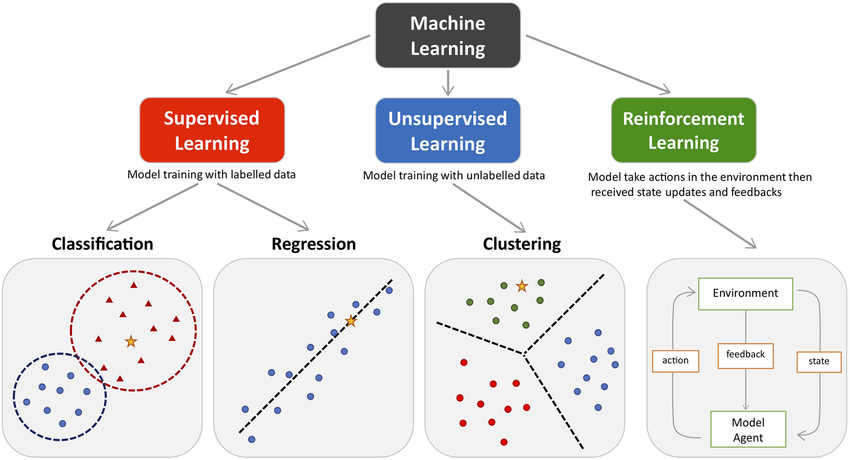 Machine
Learning
Supervised
Learning
Unsupervised
Learning
Reinforcement
Learning
Model training with labelled data
Model training with unlabelled data
Model take actions in the environment then
received state updates and feedbacks
Classification
Regression
Clustering
Environment
action
feedback
state
Model
Agent